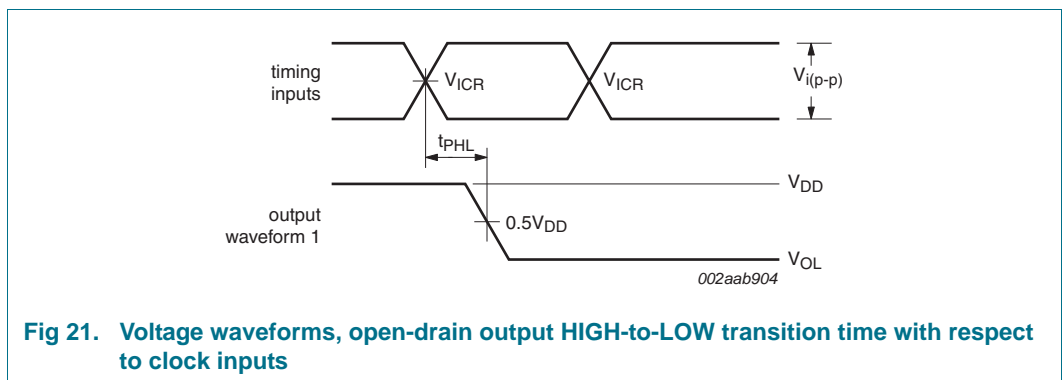 timing
inputs
VICR
VICR
Vi(p-p)
tPHL
VDD
output
waveform 1
0.5VDD
VOL
002aab904
Fig 21. Voltage waveforms, open-drain output HIGH-to-LOW transition time with respect
to clock inputs